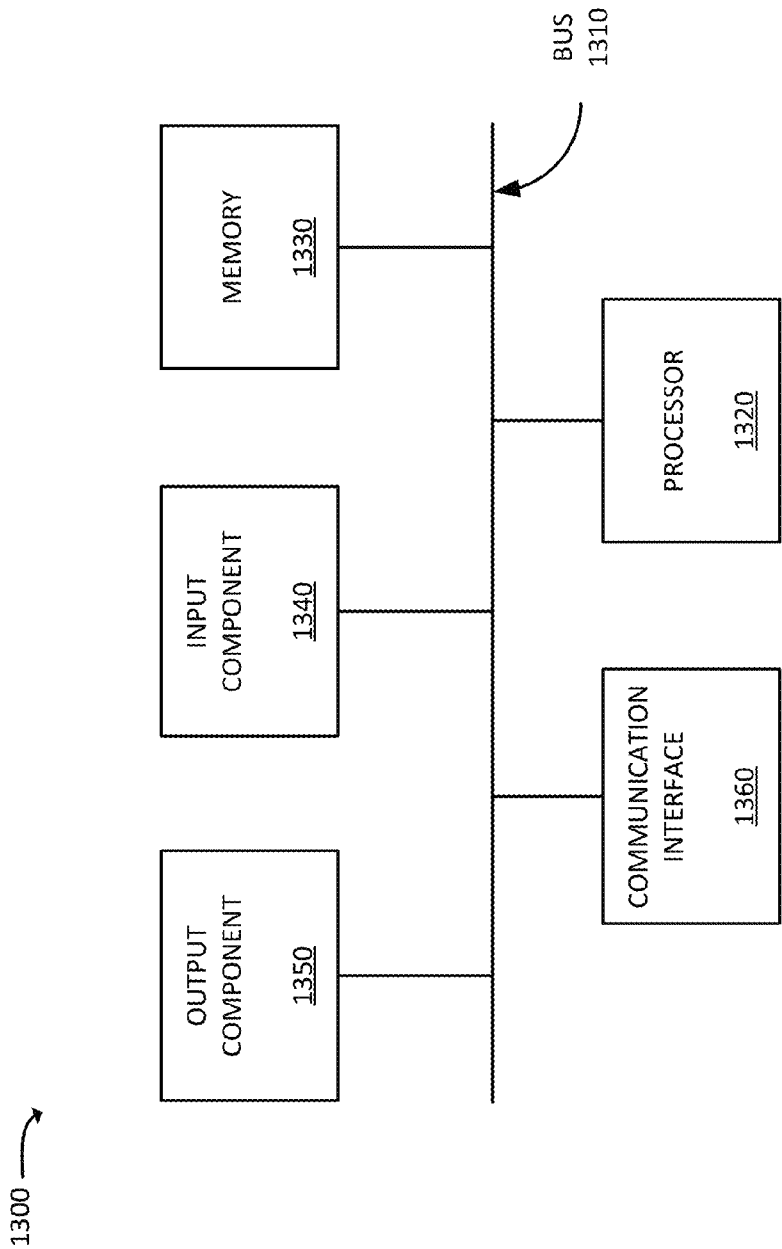 1300
OUTPUT
COMPONENT
1350
INPUT
COMPONENT
1340
MEMORY
1330
COMMUNICATION
INTERFACE
1360
PROCESSOR
1320
BUS
1310